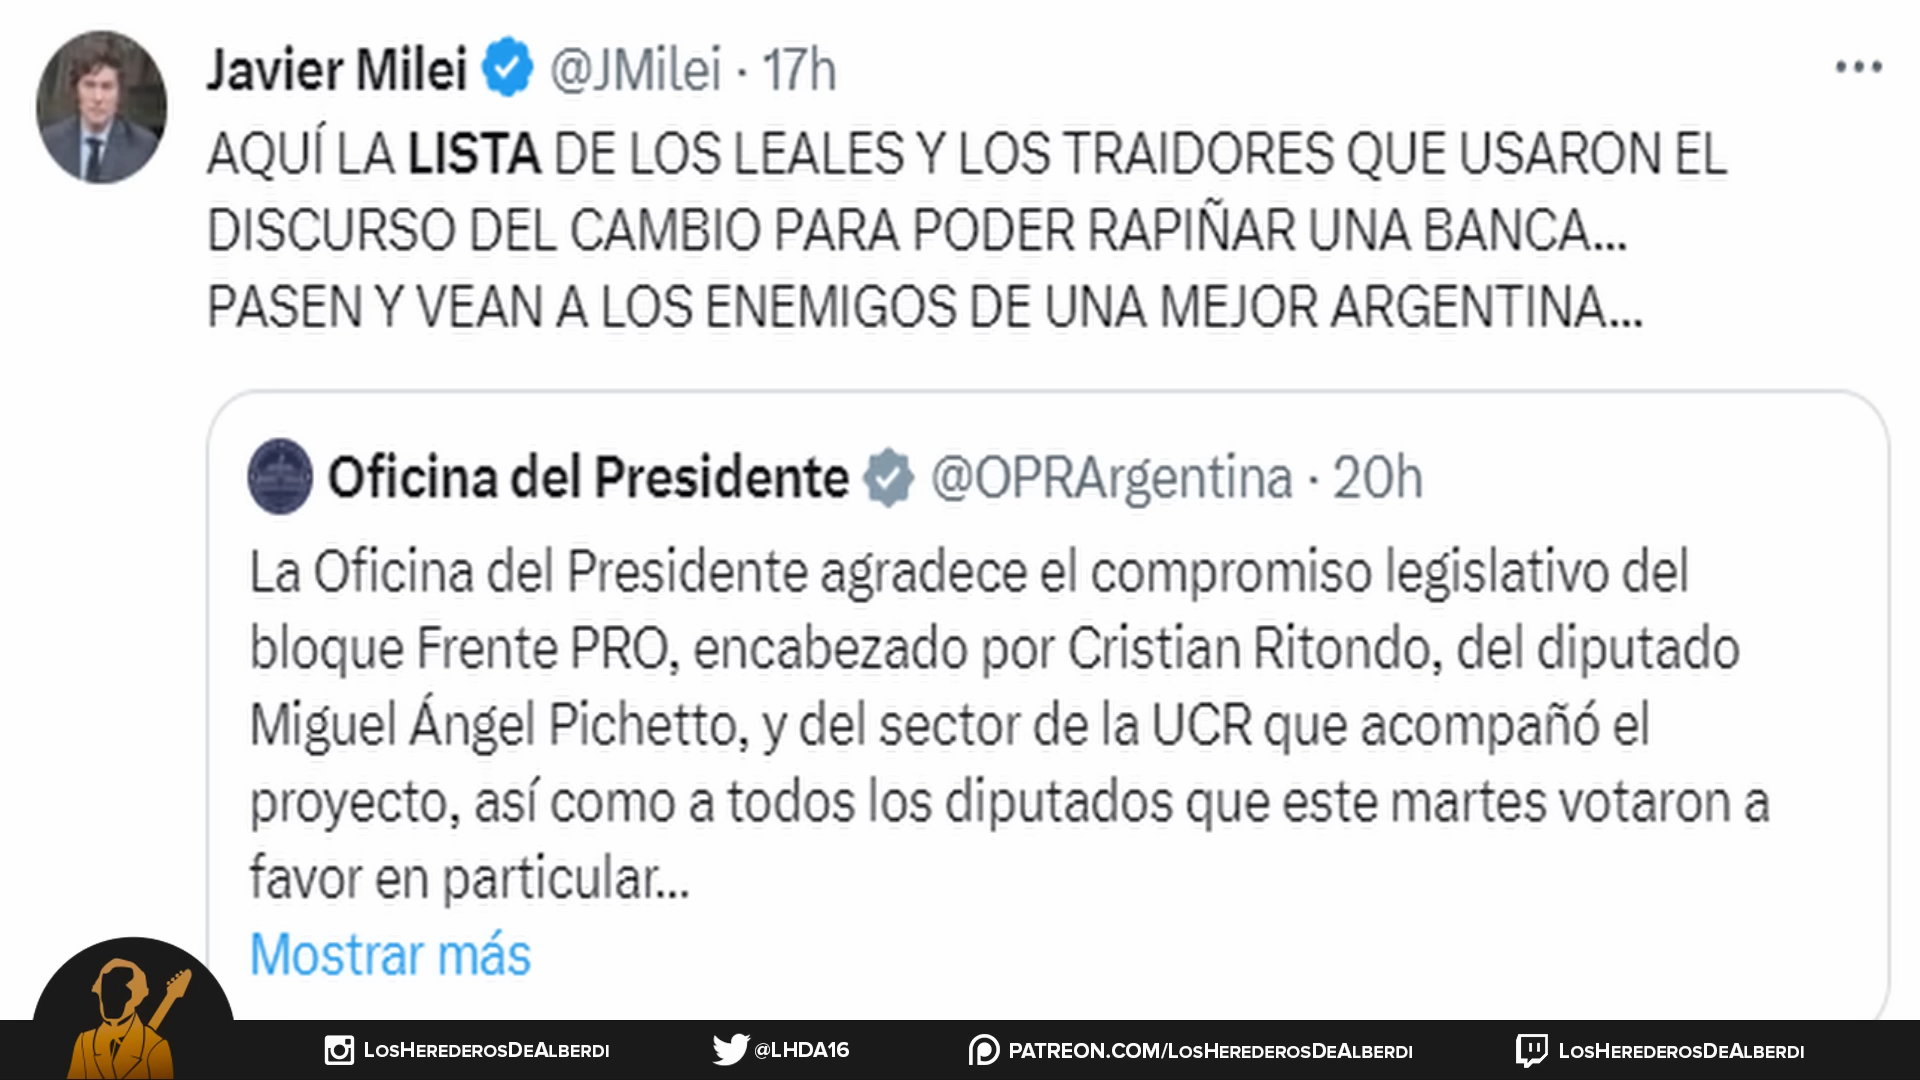 Javier Milei @JMilei · 17h
AQUÍ LA LISTA DE LOS LEALES Y LOS TRAIDORES QUE USARON EL
DISCURSO DEL CAMBIO PARA PODER RAPIÑAR UNA BANCA...
PASEN Y VEAN A LOS ENEMIGOS DE UNA MEJOR ARGENTINA...
Oficina del Presidente @OPRArgentina · 20h
La Oficina del Presidente agradece el compromiso legislativo del
bloque Frente PRO, encabezado por Cristian Ritondo, del diputado
Miguel Ángel Pichetto, y del sector de la UCR que acompañó el
proyecto, así como a todos los diputados que este martes votaron a
favor en particular...
Mostrar más
LosHerederosDeAlberdi @LHDA16 PATREON.COM/LosHerederosDeAlberdi LosHerederosDeAlberdi